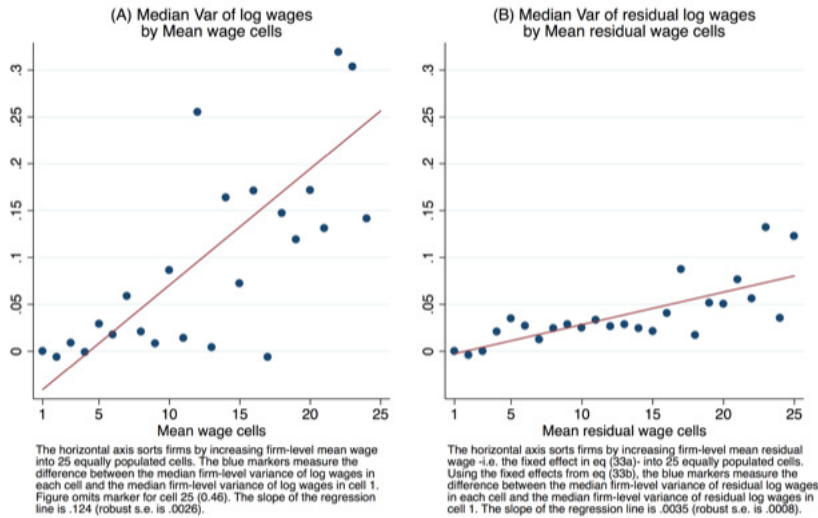 (A) Median Var of log wages
by Mean wage cells
.3
.25
.2
.15
.1
.05
0
1
5
10
15
20
25
Mean wage cells
The horizontal axis sorts firms by increasing firm-level mean wage
into 25 equally populated cells. The blue markers measure the
difference between the median firm-level variance of log wages in
each cell and the median firm-level variance of log wages in cell 1.
Figure omits marker for cell 25 (0.46). The slope of the regression
line is .124 (robust s.e. is .0026).
(B) Median Var of residual log wages
by Mean residual wage cells
.3
.25
.2
.15
.1
.05
0
1
5
10
15
20
25
Mean residual wage cells
The horizontal axis sorts firms by increasing firm-level mean residual
wage -i.e. the fixed effect in eq (33a)- into 25 equally populated cells.
Using the fixed effects from eq (33b), the blue markers measure the
difference between the median firm-level variance of residual log wages
in each cell and the median firm-level variance of residual log wages in
cell 1. The slope of the regression line is .0035 (robust s.e. is .0008).